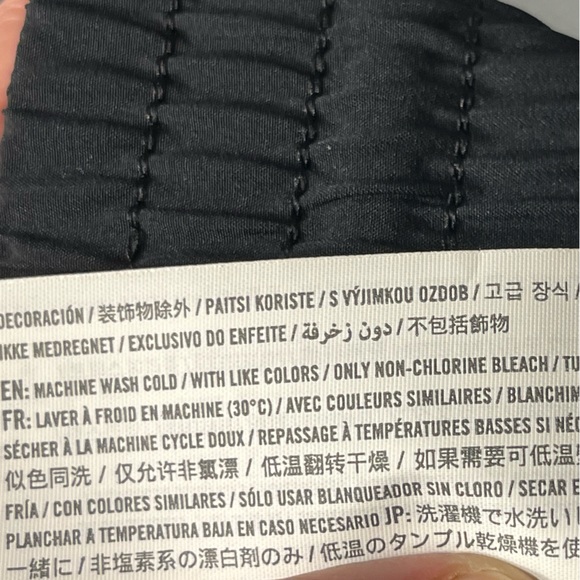 DECORACIÓN / 装饰物除外 / PAITSI KORISTE / S VÝJIMKOU OZDOB / 고급 장식 /
IKKE MEDREGNET / EXCLUSIVO DO ENFEITE / دون زخرفة / 不包括飾物
EN: MACHINE WASH COLD / WITH LIKE COLORS / ONLY NON-CHLORINE BLEACH / TU
FR: LAVER À FROID EN MACHINE (30°C) / AVEC COULEURS SIMILAIRES / BLANCHIM
SÉCHER À LA MACHINE CYCLE DOUX / REPASSAGE À TEMPÉRATURES BASSES SI NÉC
似色同洗 / 仅允许非氯漂 / 低温翻转干燥 / 如果需要可低温
FRÍA / CON COLORES SIMILARES / SÓLO USAR BLANQUEADOR SIN CLORO / SECAR E
PLANCHAR A TEMPERATURA BAJA EN CASO NECESARIO JP: 洗濯機で水洗い
一緒に / 非塩素系の漂白剤のみ / 低温のタンブル乾燥機を使